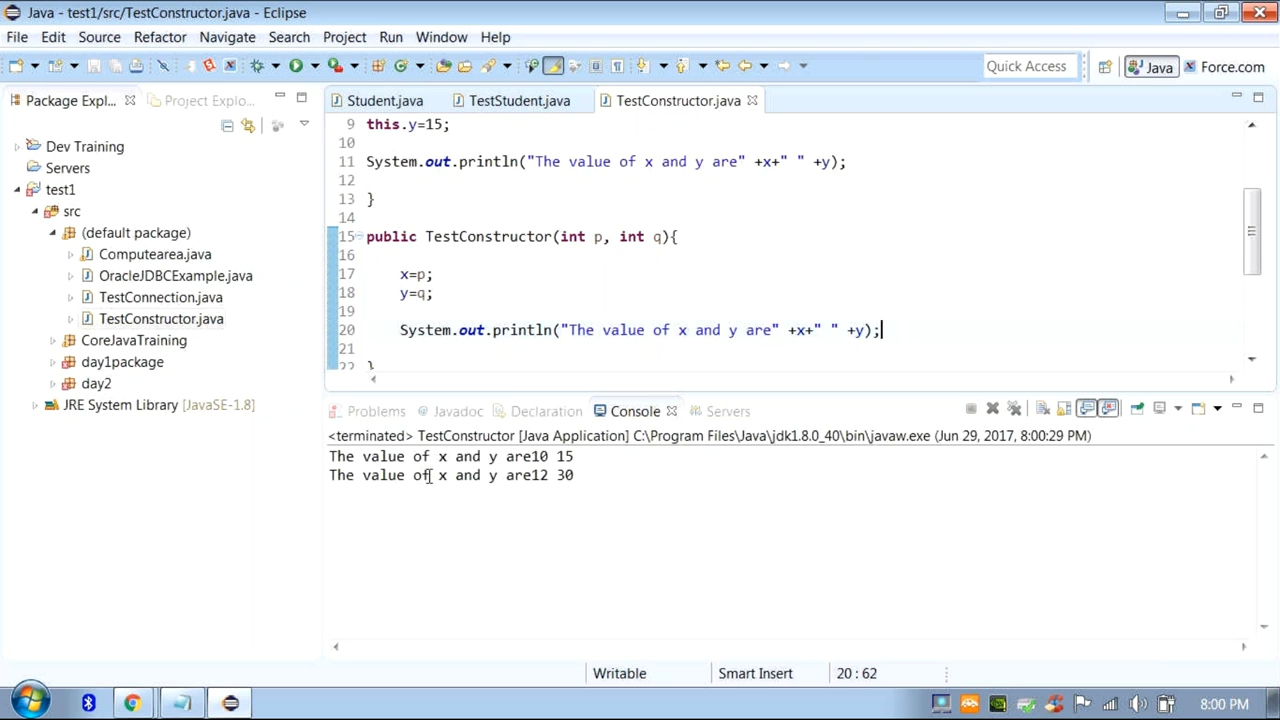 Java - test1/src/TestConstructor.java - Eclipse
File Edit Source Refactor Navigate Search Project Run Window Help
Quick Access
Java
Force.com
Package Expl...
Project Explo...
Student.java
TestStudent.java
TestConstructor.java
Dev Training
Servers
test1
src
(default package)
Computearea.java
OracleJDBCExample.java
TestConnection.java
TestConstructor.java
CoreJavaTraining
day1package
day2
JRE System Library [JavaSE-1.8]
9 this.y=15;
10
11 System.out.println("The value of x and y are" +x+" " +y);
12
13 }
14
15 public TestConstructor(int p, int q){
16
17 x=p;
18 y=q;
19
20 System.out.println("The value of x and y are" +x+" " +y);
21
22 }
Problems
Javadoc
Declaration
Console
Servers
<terminated> TestConstructor [Java Application] C:\Program Files\Java\jdk1.8.0_40\bin\javaw.exe (Jun 29, 2017, 8:00:29 PM)
The value of x and y are10 15
The value of x and y are12 30
Writable
Smart Insert
20 : 62
8:00 PM